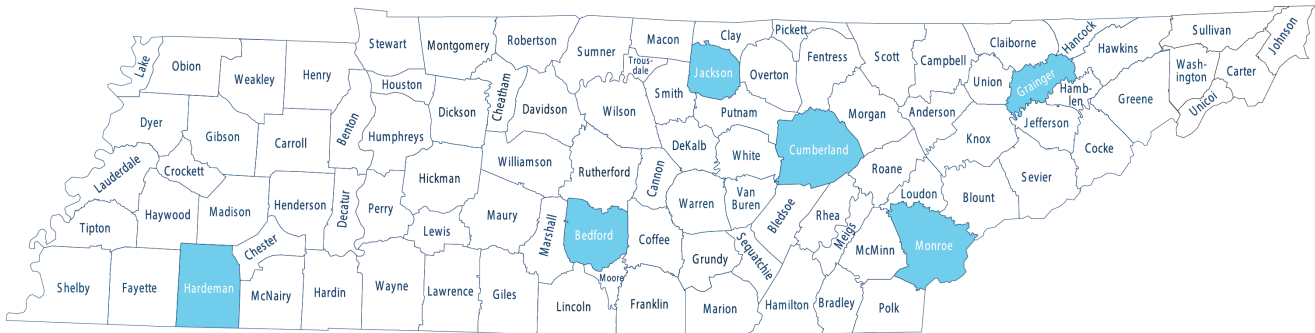 Lake
Obion
Weakley
Henry
Stewart
Montgomery
Robertson
Sumner
Macon
Clay
Pickett
Fentress
Scott
Campbell
Claiborne
Hancock
Hawkins
Sullivan
Johnson
Trous-
dale
Jackson
Overton
Union
Grainger
Hamb-
len
Wash-
ington
Carter
Unicoi
Greene
Houston
Dickson
Cheatham
Davidson
Wilson
Smith
Putnam
Morgan
Anderson
Knox
Jefferson
Cocke
Dyer
Gibson
Carroll
Benton
Humphreys
Williamson
Rutherford
Cannon
DeKalb
White
Cumberland
Roane
Loudon
Blount
Sevier
Lauderdale
Crockett
Haywood
Madison
Henderson
Decatur
Perry
Hickman
Lewis
Maury
Marshall
Bedford
Coffee
Warren
Van
Buren
Bledsoe
Rhea
Meigs
McMinn
Monroe
Tipton
Shelby
Fayette
Hardeman
Chester
McNairy
Hardin
Wayne
Lawrence
Giles
Lincoln
Moore
Franklin
Grundy
Sequatchie
Marion
Hamilton
Bradley
Polk